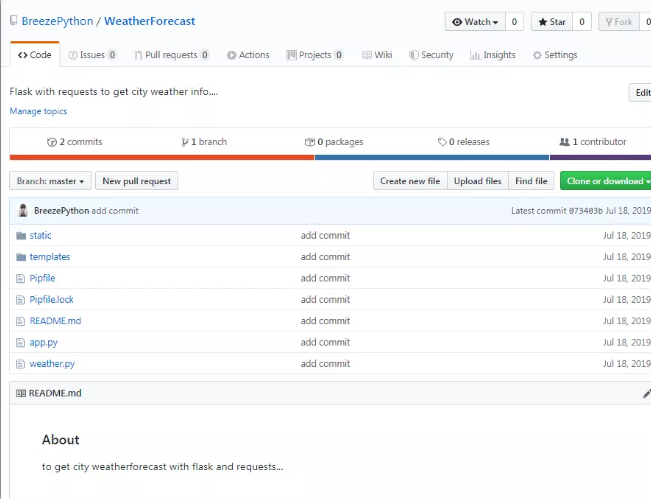 BreezePython / WeatherForecast
Watch 0 Star 0 Fork 0
Code Issues 0 Pull requests 0 Actions Projects 0 Wiki Security Insights Settings
Flask with requests to get city weather info.... Edit
Manage topics
2 commits 1 branch 0 packages 0 releases 1 contributor
Branch: master New pull request Create new file Upload files Find file Clone or download
BreezePython add commit Latest commit 073403b Jul 18, 2019
static add commit Jul 18, 2019
templates add commit Jul 18, 2019
Pipfile add commit Jul 18, 2019
Pipfile.lock add commit Jul 18, 2019
README.md add commit Jul 18, 2019
app.py add commit Jul 18, 2019
weather.py add commit Jul 18, 2019
README.md
About
to get city weatherforecast with flask and requests...